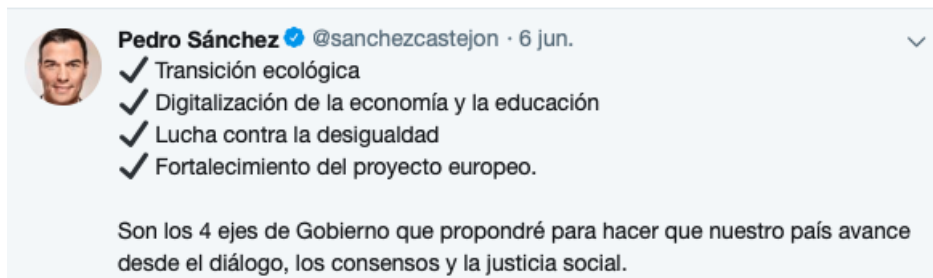 Pedro Sánchez @sanchezcastejon · 6 jun.
✔ Transición ecológica
✔ Digitalización de la economía y la educación
✔ Lucha contra la desigualdad
✔ Fortalecimiento del proyecto europeo.
Son los 4 ejes de Gobierno que propondré para hacer que nuestro país avance
desde el diálogo, los consensos y la justicia social.